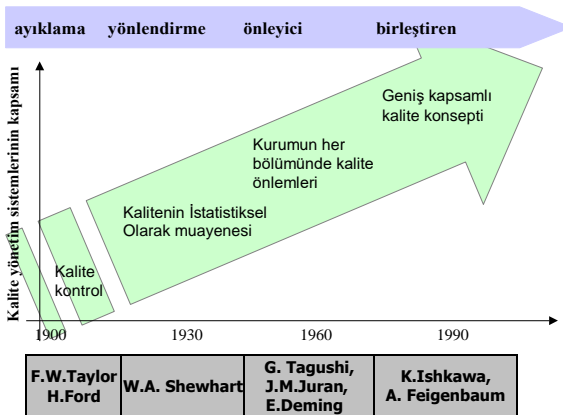 ayıklama yönlendirme önleyici birleştiren
Kalite yönetim sistemlerinin kapsamı
Geniş kapsamlı
kalite konsepti
Kurumun her
bölümünde kalite
önlemleri
Kalitenin İstatistiksel
Olarak muayenesi
Kalite
kontrol
1900 1930 1960 1990
F.W.Taylor
H.Ford
W.A. Shewhart
G. Tagushi,
J.M.Juran,
E.Deming
K.Ishkawa,
A. Feigenbaum